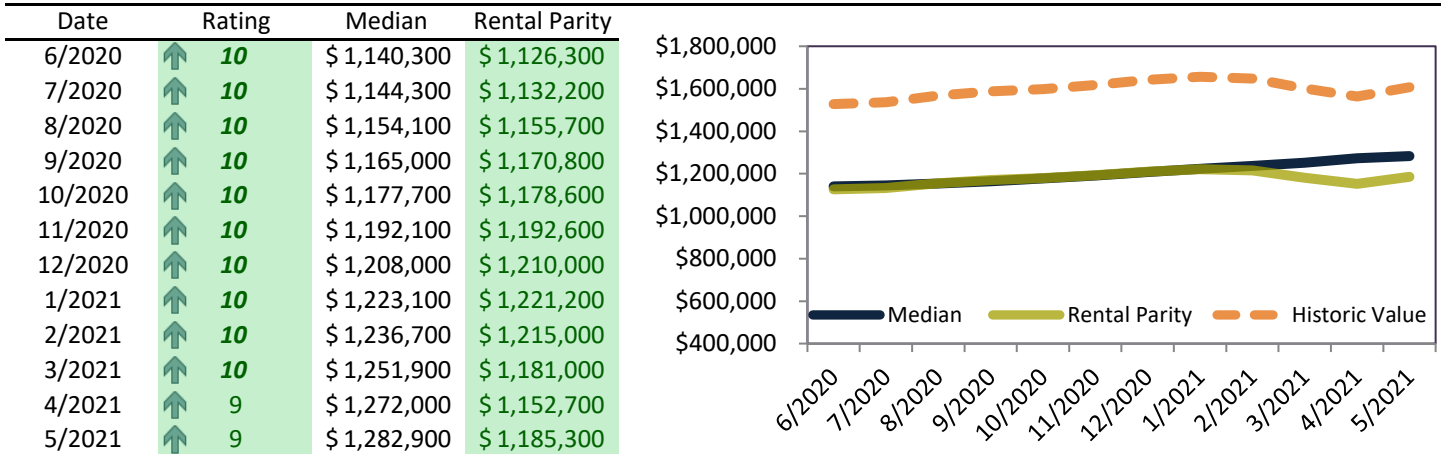 Date Rating Median Rental Parity
6/2020 10 $ 1,140,300 $ 1,126,300
7/2020 10 $ 1,144,300 $ 1,132,200
8/2020 10 $ 1,154,100 $ 1,155,700
9/2020 10 $ 1,165,000 $ 1,170,800
10/2020 10 $ 1,177,700 $ 1,178,600
11/2020 10 $ 1,192,100 $ 1,192,600
12/2020 10 $ 1,208,000 $ 1,210,000
1/2021 10 $ 1,223,100 $ 1,221,200
2/2021 10 $ 1,236,700 $ 1,215,000
3/2021 10 $ 1,251,900 $ 1,181,000
4/2021 9 $ 1,272,000 $ 1,152,700
5/2021 9 $ 1,282,900 $ 1,185,300
$1,800,000
$1,600,000
$1,400,000
$1,200,000
$1,000,000
$800,000
$600,000
$400,000
Median Rental Parity Historic Value
6/2020 7/2020 8/2020 9/2020 10/2020 11/2020 12/2020 1/2021 2/2021 3/2021 4/2021 5/2021